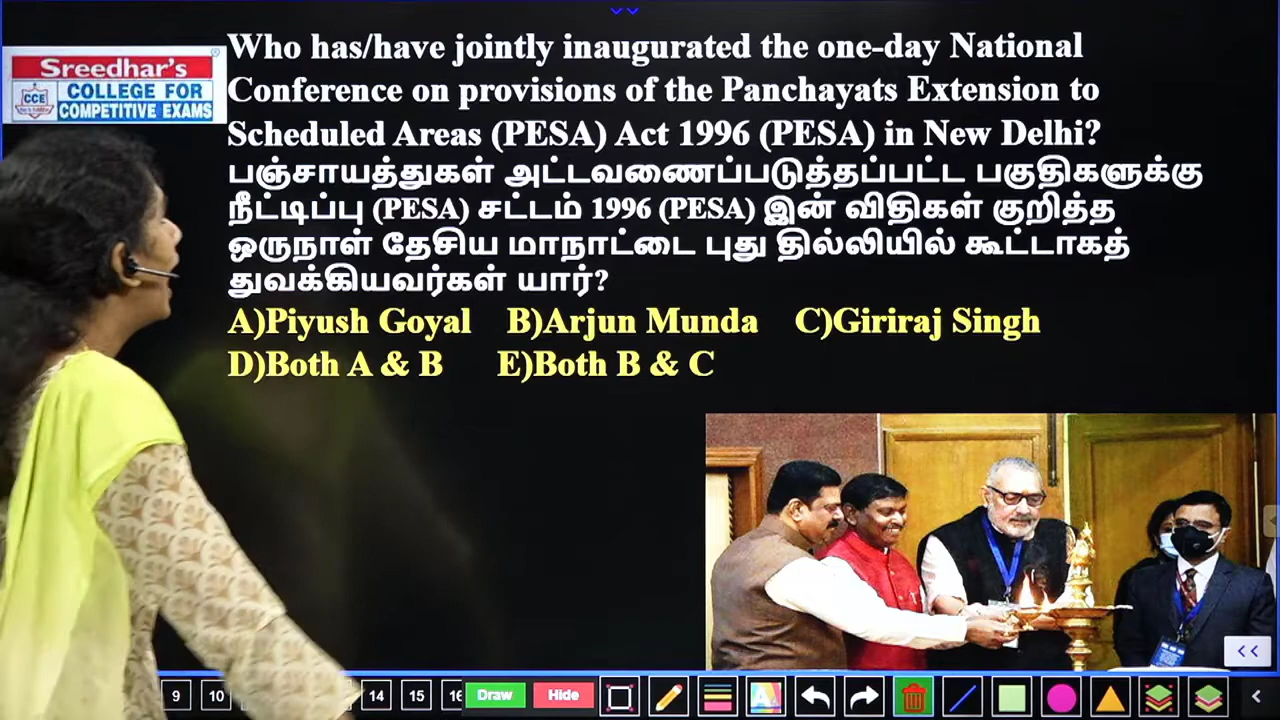 Who has/have jointly inaugurated the one-day National
Conference on provisions of the Panchayats Extension to
Scheduled Areas (PESA) Act 1996 (PESA) in New Delhi?
பஞ்சாயத்துகள் அட்டவணைப்படுத்தப்பட்ட பகுதிகளுக்கு
நீட்டிப்பு (PESA) சட்டம் 1996 (PESA) இன் விதிகள் குறித்த
ஒருநாள் தேசிய மாநாட்டை புது தில்லியில் கூட்டாகத்
துவக்கியவர்கள் யார்?
A)Piyush Goyal B)Arjun Munda C)Giriraj Singh
D)Both A & B E)Both B & C
Sreedhar's
CCE
COLLEGE FOR
COMPETITIVE EXAMS
9 10 14 15 16 Draw Hide